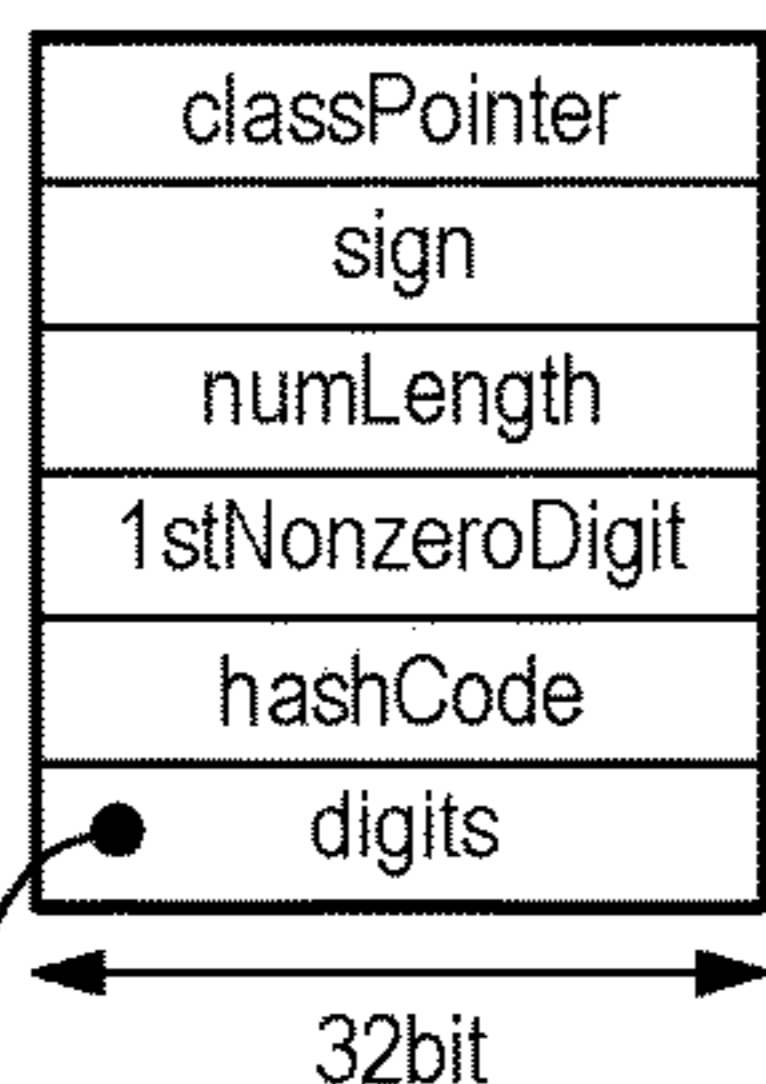 classPointer
sign
numLength
1stNonzeroDigit
hashCode
digits
32bit